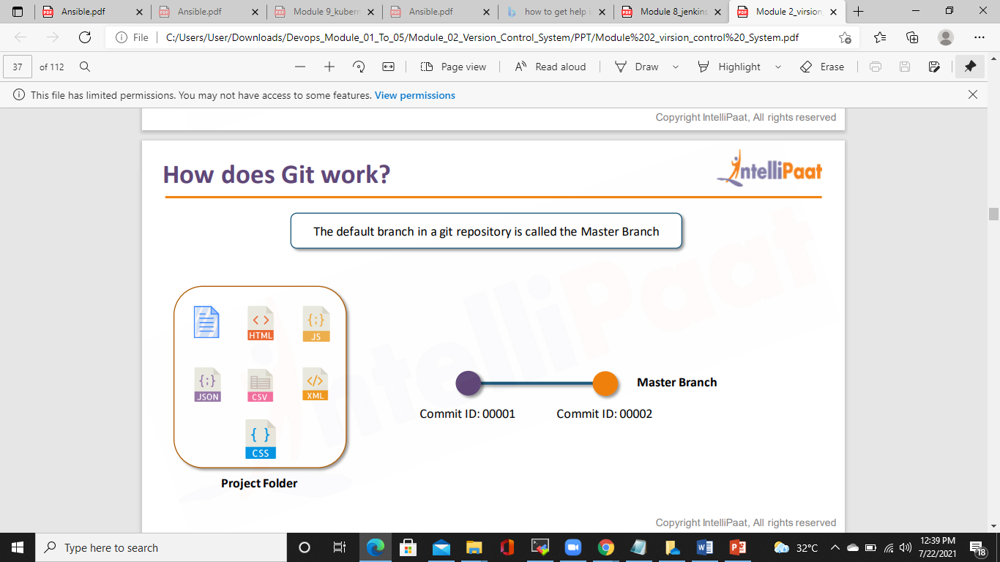 Ansible.pdf
Ansible.pdf
Module 9_kubern
Ansible.pdf
how to get help i
Module 8_jenkins
Module 2_virsion_
File
C:/Users/User/Downloads/Devops_Module_01_To_05/Module_02_Version_Control_System/PPT/Module%202_virsion_control%20_System.pdf
37 of 112
Page view
Read aloud
Draw
Highlight
Erase
This file has limited permissions. You may not have access to some features. View permissions
Copyright IntelliPaat, All rights reserved
How does Git work?
IntelliPaat
The default branch in a git repository is called the Master Branch
IntelliPaat
HTML
JS
JSON
CSV
XML
CSS
Project Folder
Master Branch
Commit ID: 00001
Commit ID: 00002
Copyright IntelliPaat, All rights reserved
Type here to search
32°C
12:39 PM
7/22/2021
18